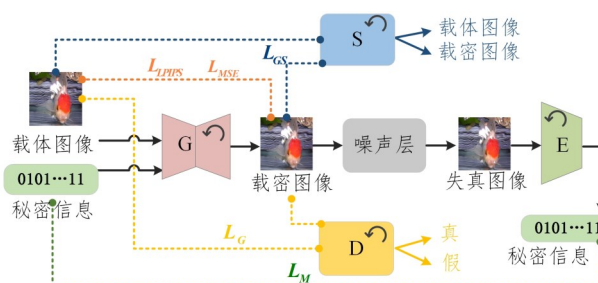 S
载体图像
载密图像
L_GS
L_LPIPS L_MSE
载体图像
G
载密图像
噪声层
失真图像
E
0101…11
秘密信息
0101…11
秘密信息
L_G
D
真
假
L_M